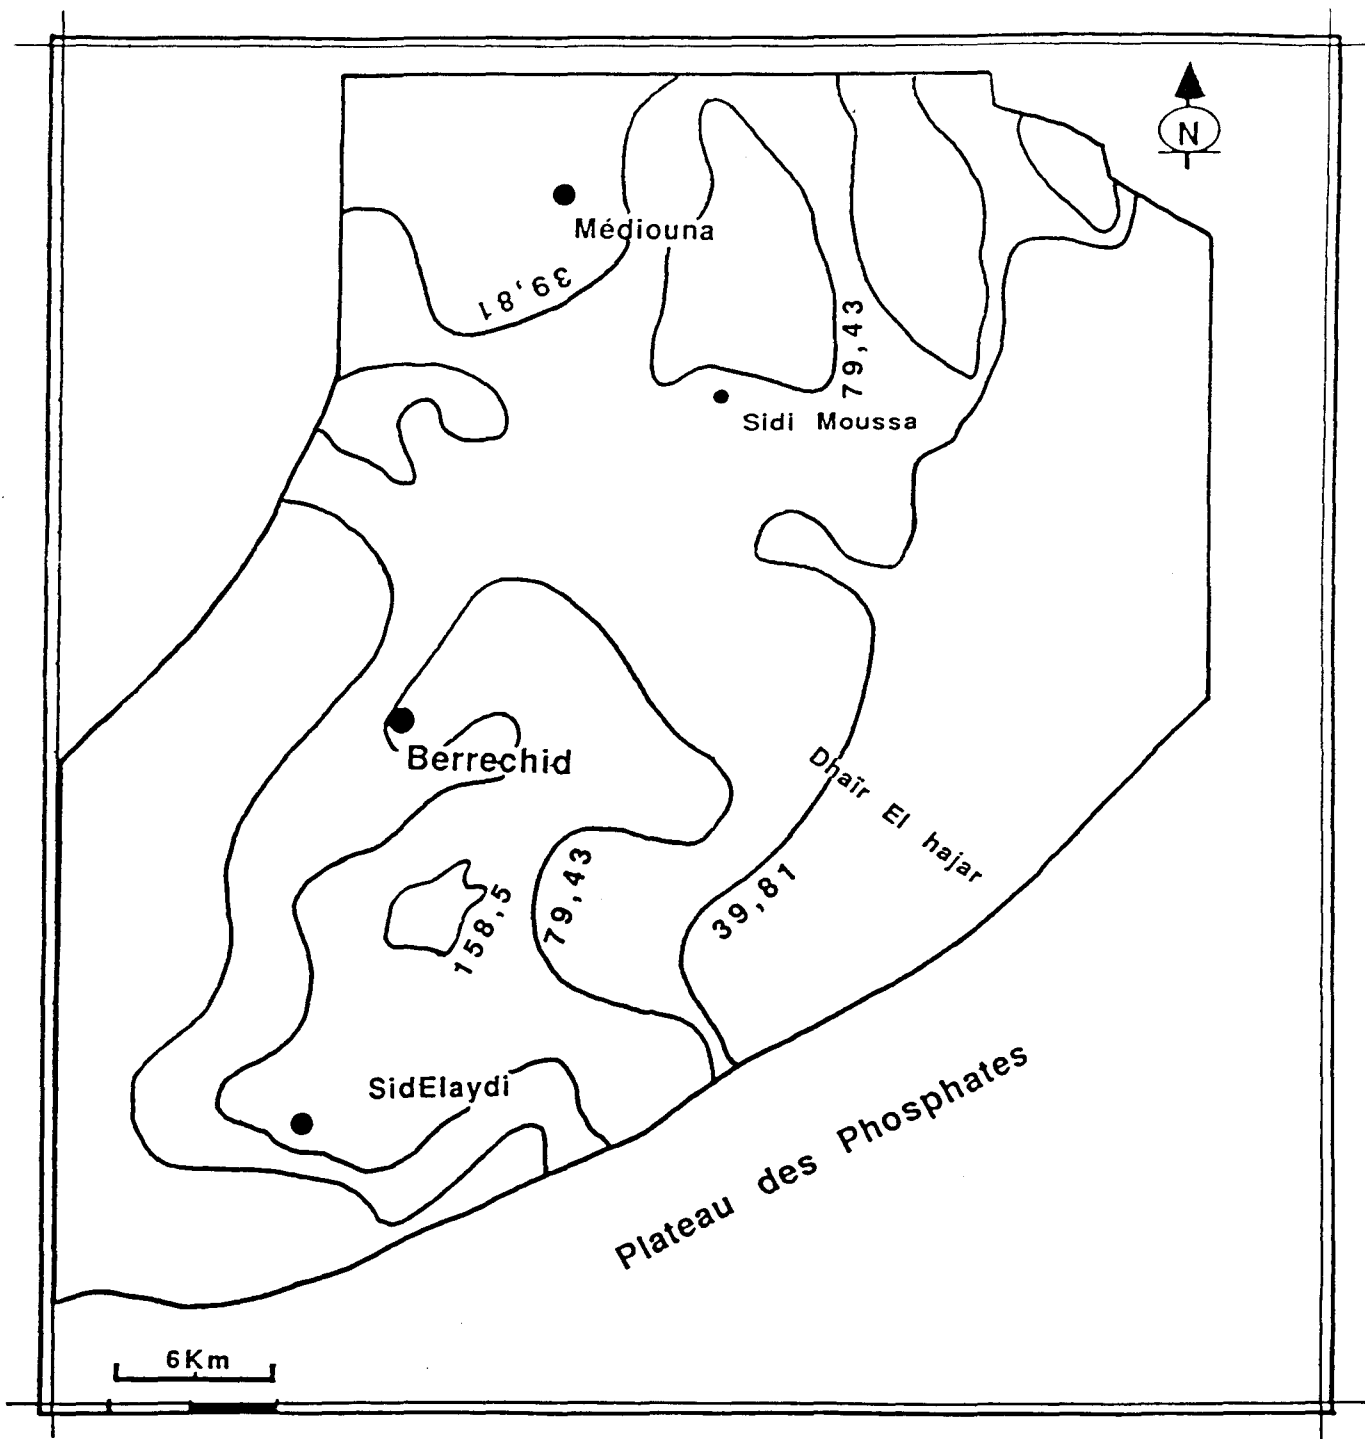 N
Médiouna
39,81
79,43
Sidi Moussa
Berrechid
Dhaïr El hajar
79,43
39,81
158,5
SidElaydi
Plateau des Phosphates
6Km